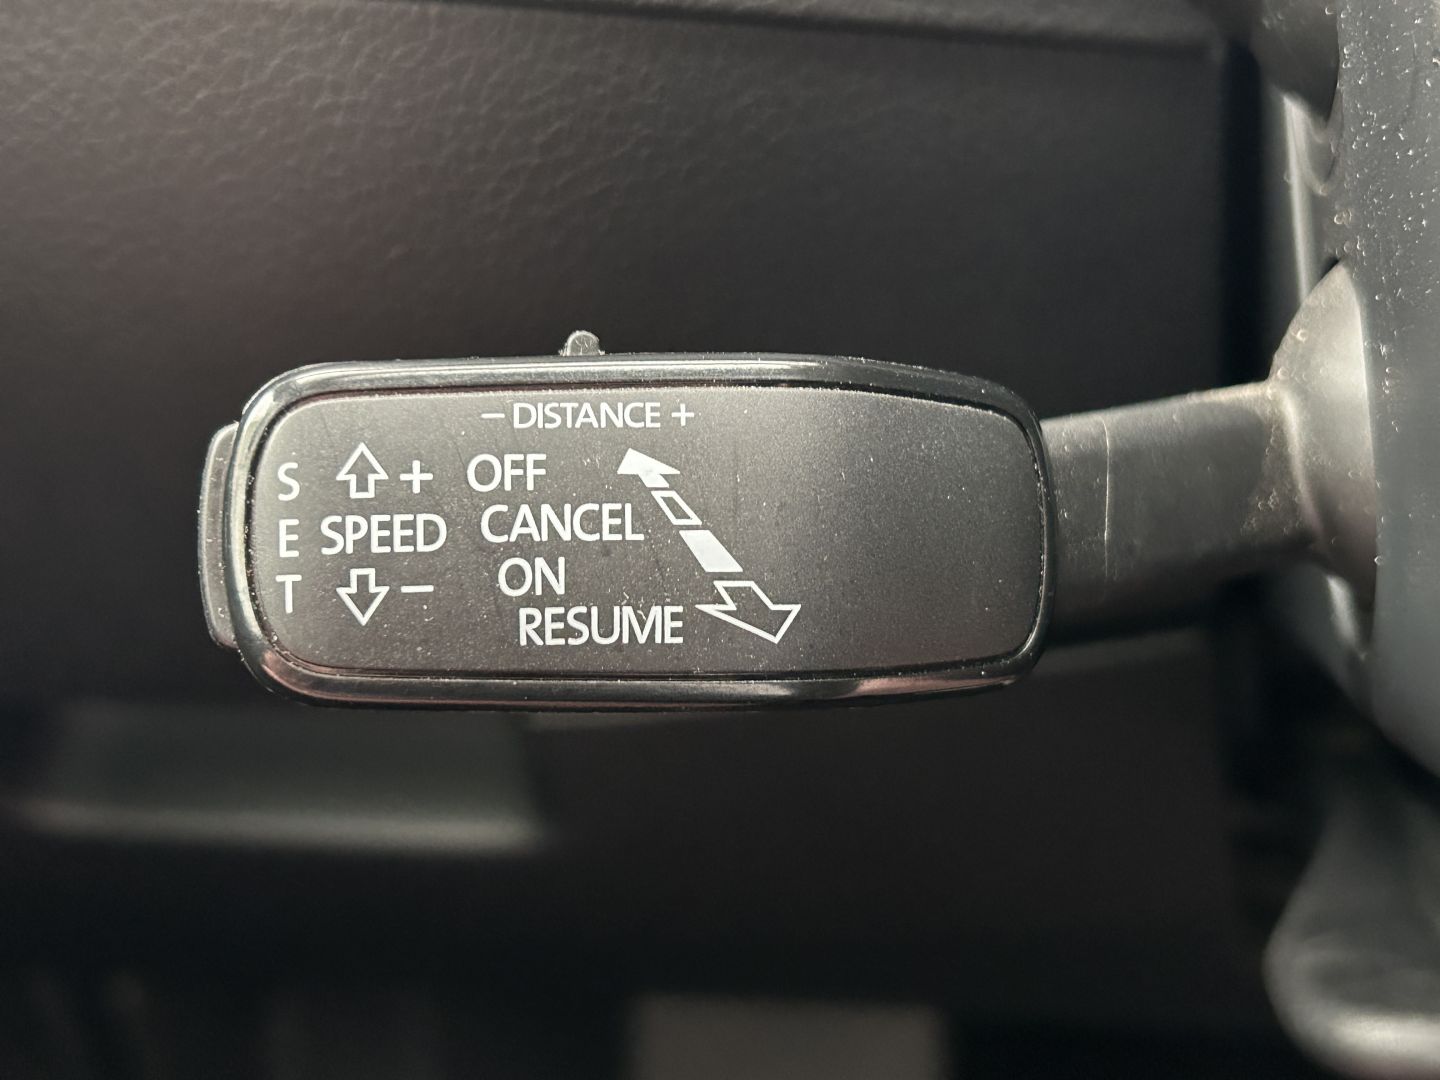 − DISTANCE +
S E T
+
SPEED
−
OFF
CANCEL
ON
RESUME